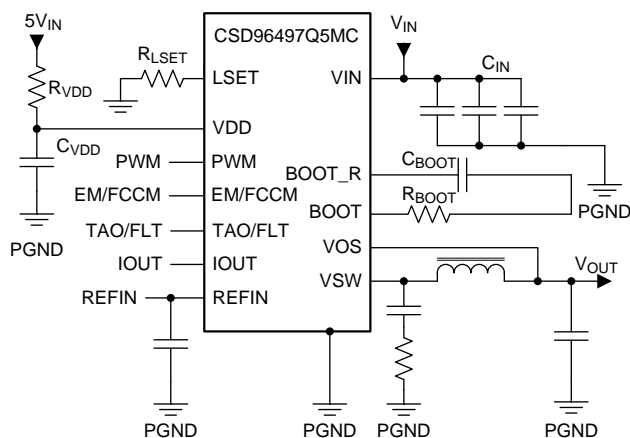 5VIN
RVDD
CVDD
PGND
RLSET
CSD96497Q5MC
LSET
VDD
PWM PWM
EM/FCCM EM/FCCM
TAO/FLT TAO/FLT
IOUT IOUT
REFIN REFIN
PGND
VIN
BOOT_R
BOOT
VOS
VSW
PGND
VIN
CIN
PGND
CBOOT
RBOOT
VOUT
PGND
PGND